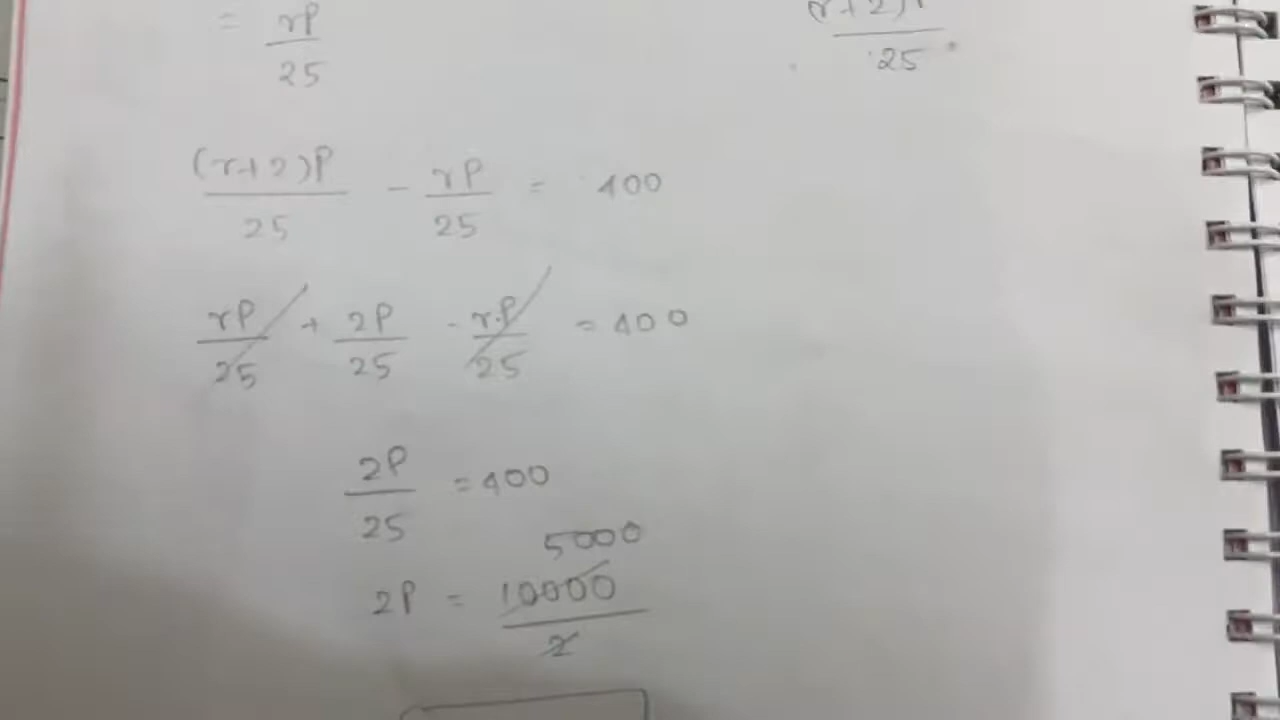 = rP/25
(r+2)P/25
(r+2)P/25 - rP/25 = 400
rP/25 + 2P/25 - r.P/25 = 400
2P/25 = 400
5000
2P = 10000/2